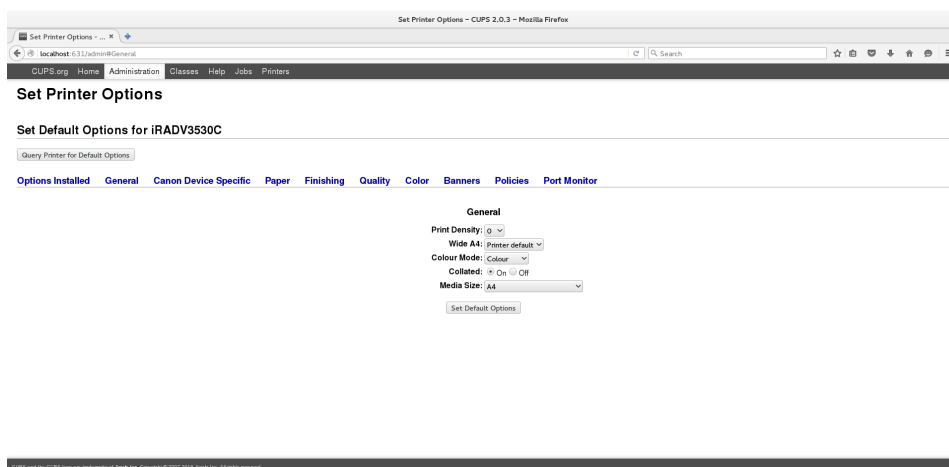 Set Printer Options - CUPS 2.0.3 - Mozilla Firefox
Set Printer Options - ...
localhost:631/admin#General
Search
CUPS.org Home Administration Classes Help Jobs Printers
Set Printer Options
Set Default Options for iRADV3530C
Query Printer for Default Options
Options Installed General Canon Device Specific Paper Finishing Quality Color Banners Policies Port Monitor
General
Print Density: 0
Wide A4: Printer default
Colour Mode: Colour
Collated: On Off
Media Size: A4
Set Default Options